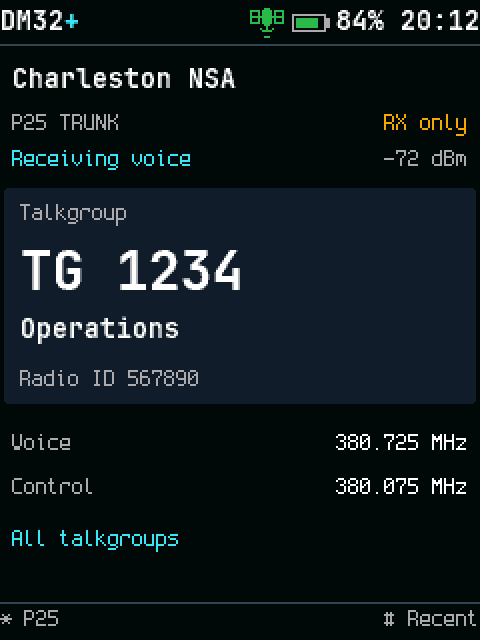 DM32+ 84% 20:12
Charleston NSA
P25 TRUNK RX only
Receiving voice -72 dBm
Talkgroup
TG 1234
Operations
Radio ID 567890
Voice 380.725 MHz
Control 380.075 MHz
All talkgroups
* P25 # Recent